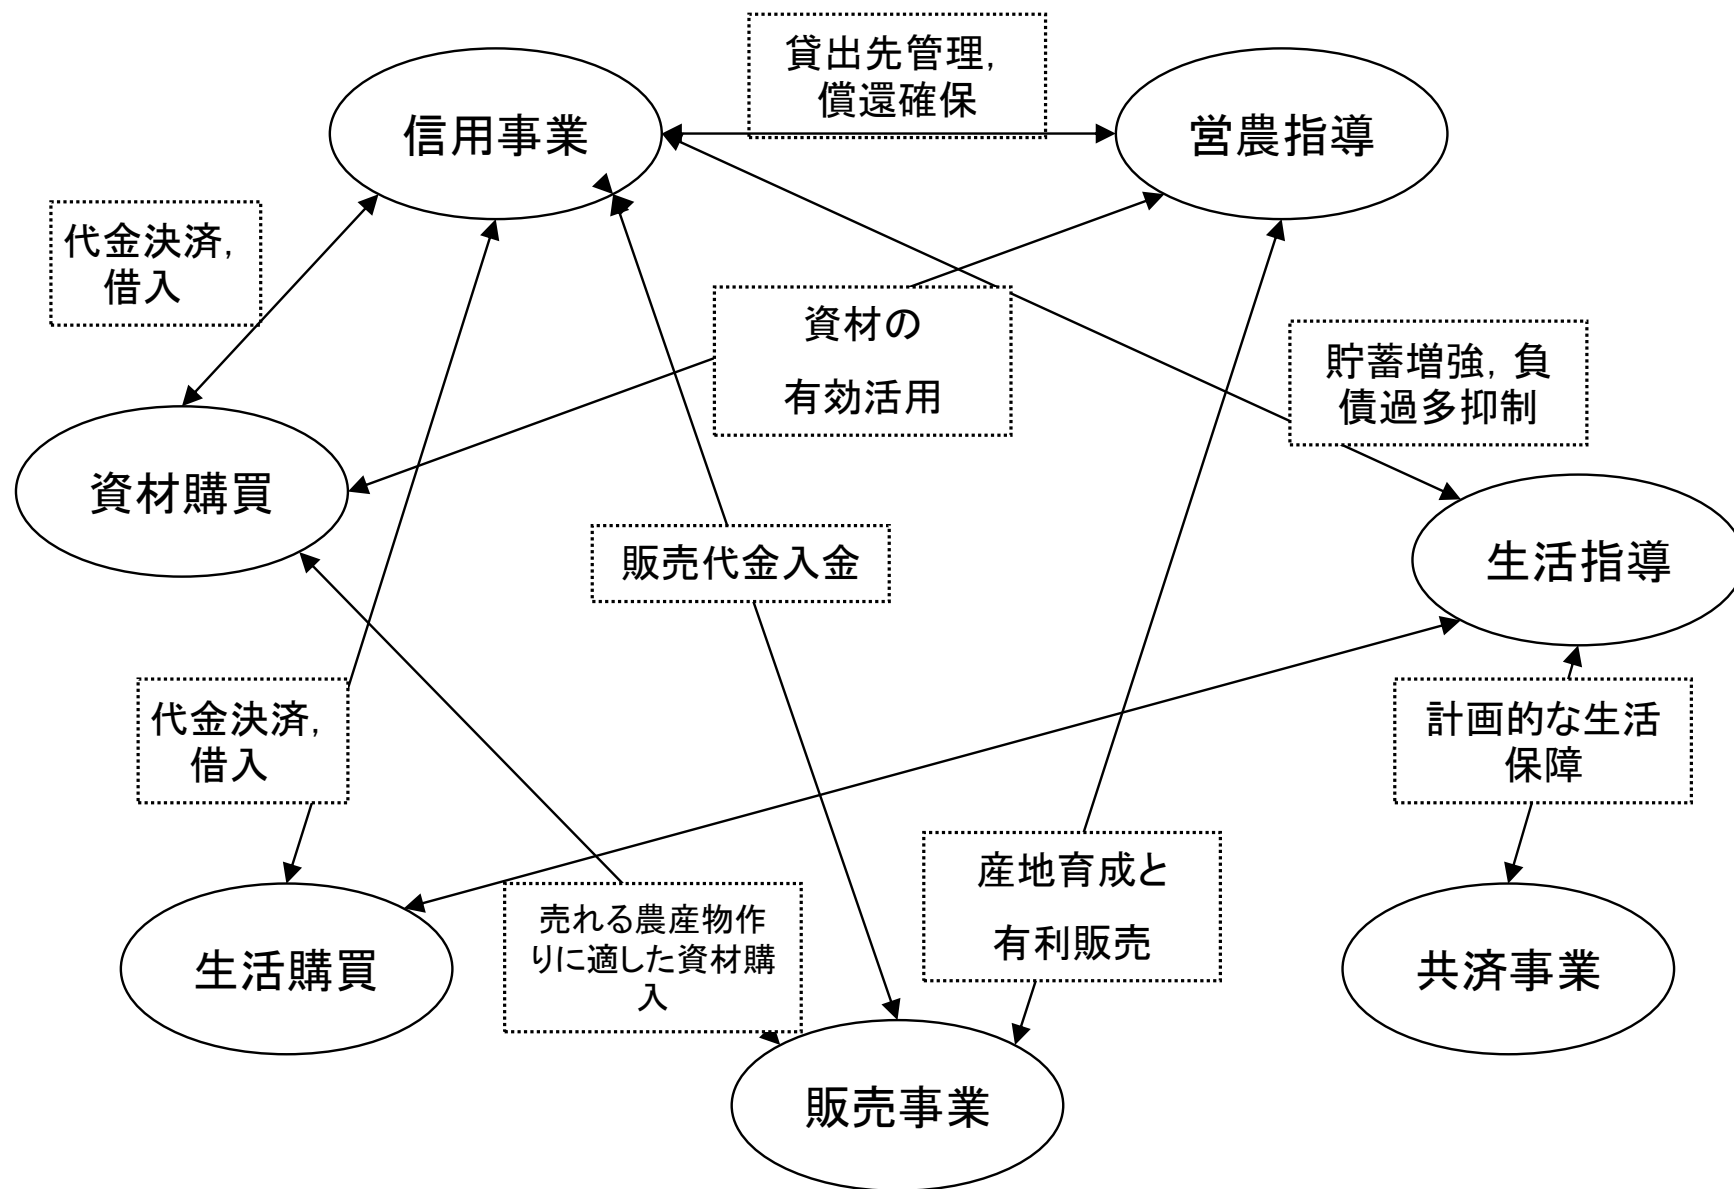 貸出先管理,
償還確保
信用事業
営農指導
代金決済,
借入
資材の
有効活用
貯蓄増強, 負
債過多抑制
資材購買
販売代金入金
生活指導
代金決済,
借入
計画的な生活
保障
産地育成と
有利販売
売れる農産物作
りに適した資材購
入
生活購買
共済事業
販売事業